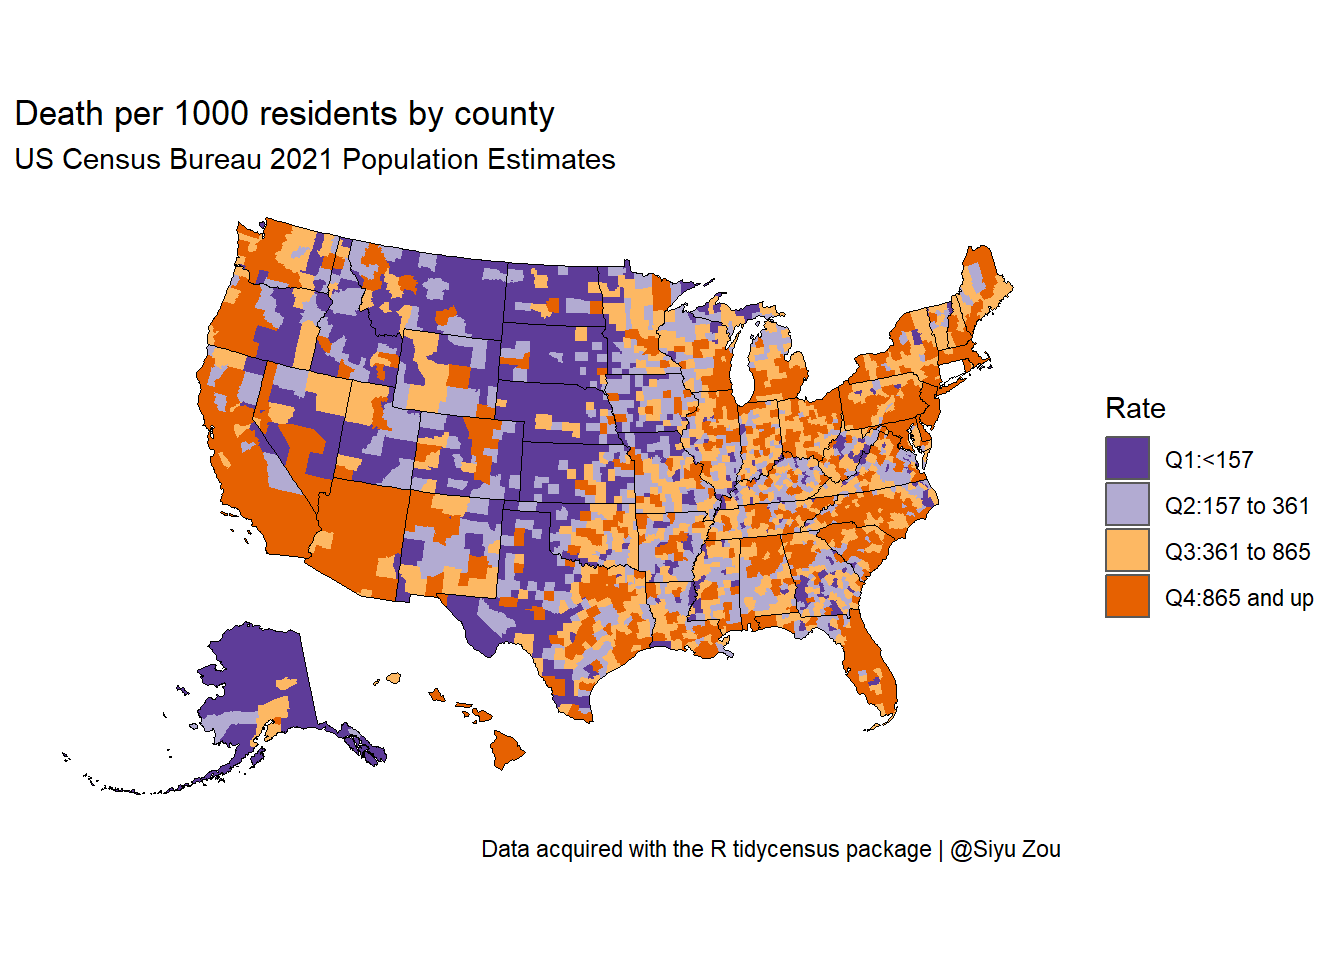 Death per 1000 residents by county
US Census Bureau 2021 Population Estimates
Rate
Q1:<157
Q2:157 to 361
Q3:361 to 865
Q4:865 and up
Data acquired with the R tidycensus package | @Siyu Zou